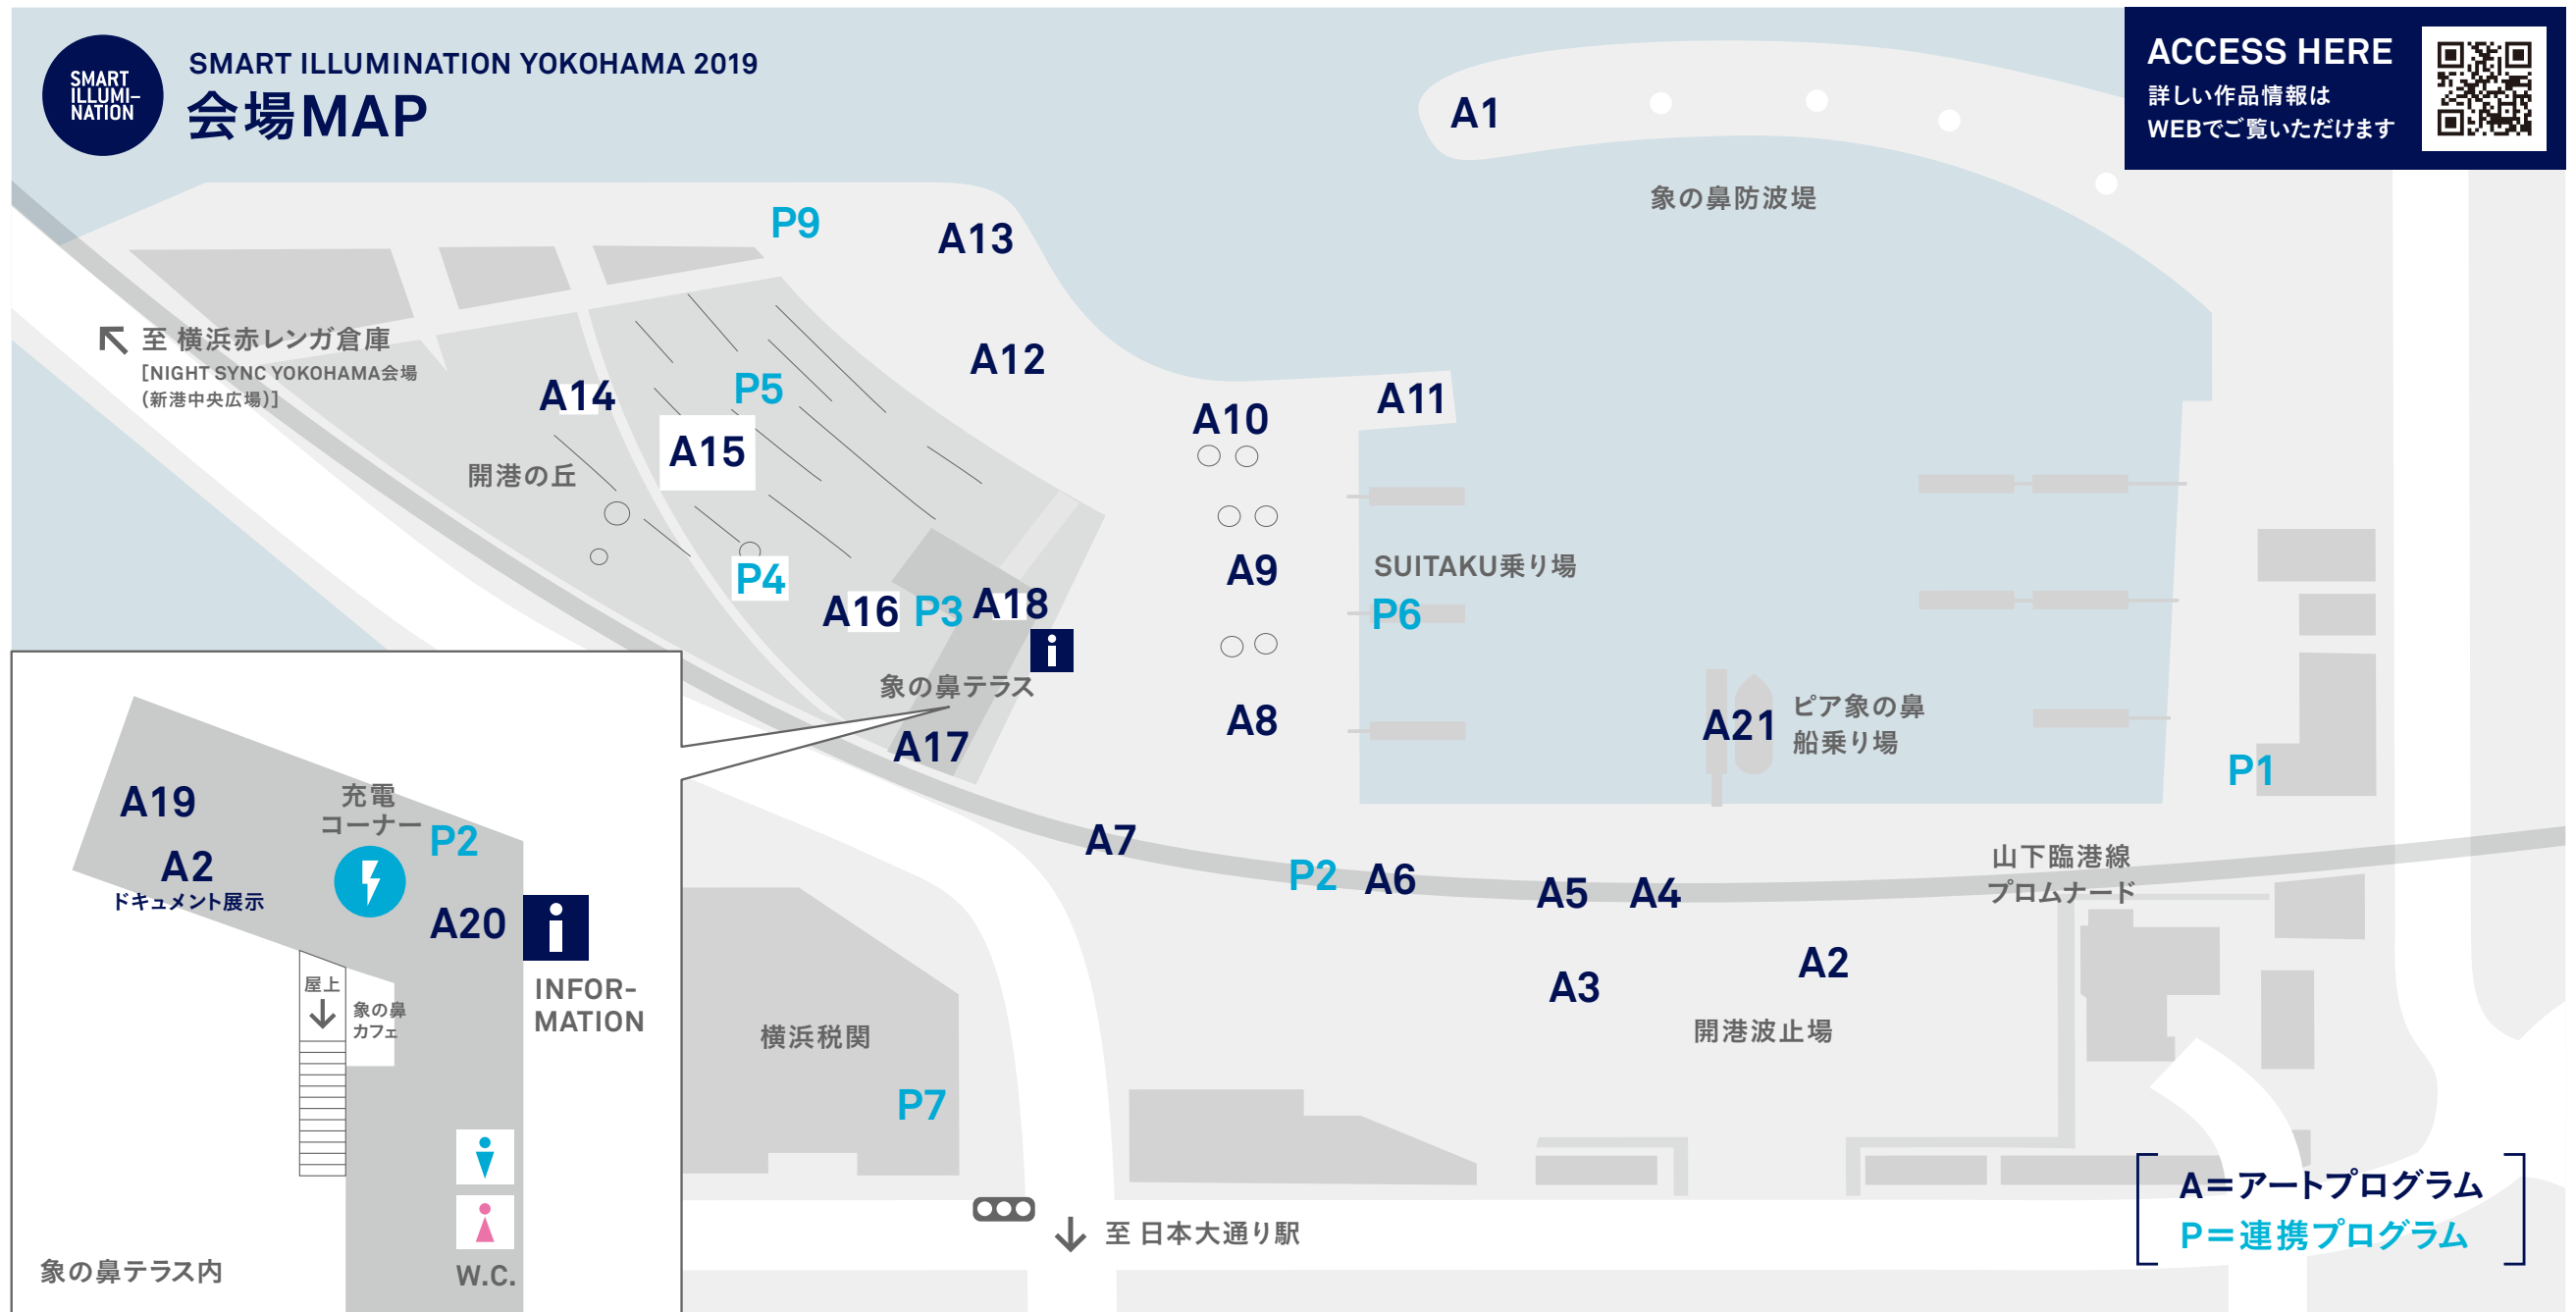 SMART
ILLUMI-
NATION
SMART ILLUMINATION YOKOHAMA 2019
会場MAP
ACCESS HERE
詳しい作品情報は
WEBでご覧いただけます
A1
象の鼻防波堤
P9
A13
至 横浜赤レンガ倉庫
[NIGHT SYNC YOKOHAMA会場
(新港中央広場)]
A12
A14
P5
A11
A10
A15
開港の丘
SUITAKU乗り場
A9
P4
A16
P3
A18
P6
i
象の鼻テラス
A8
A17
A21
ピア象の鼻
船乗り場
P1
A7
P2
A6
A5
A4
山下臨港線
プロムナード
A3
A2
開港波止場
横浜税関
P7
至 日本大通り駅
A19
充電
コーナー
P2
A2
ドキュメント展示
A20
i
INFOR-
MATION
屋上
象の鼻
カフェ
W.C.
象の鼻テラス内
A=アートプログラム
P=連携プログラム